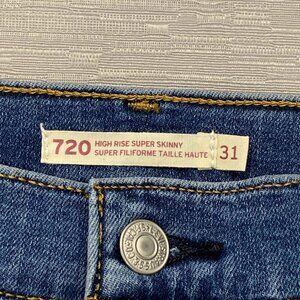 720 HIGH RISE SUPER SKINNY
SUPER FILIFORME TAILLE HAUTE
31